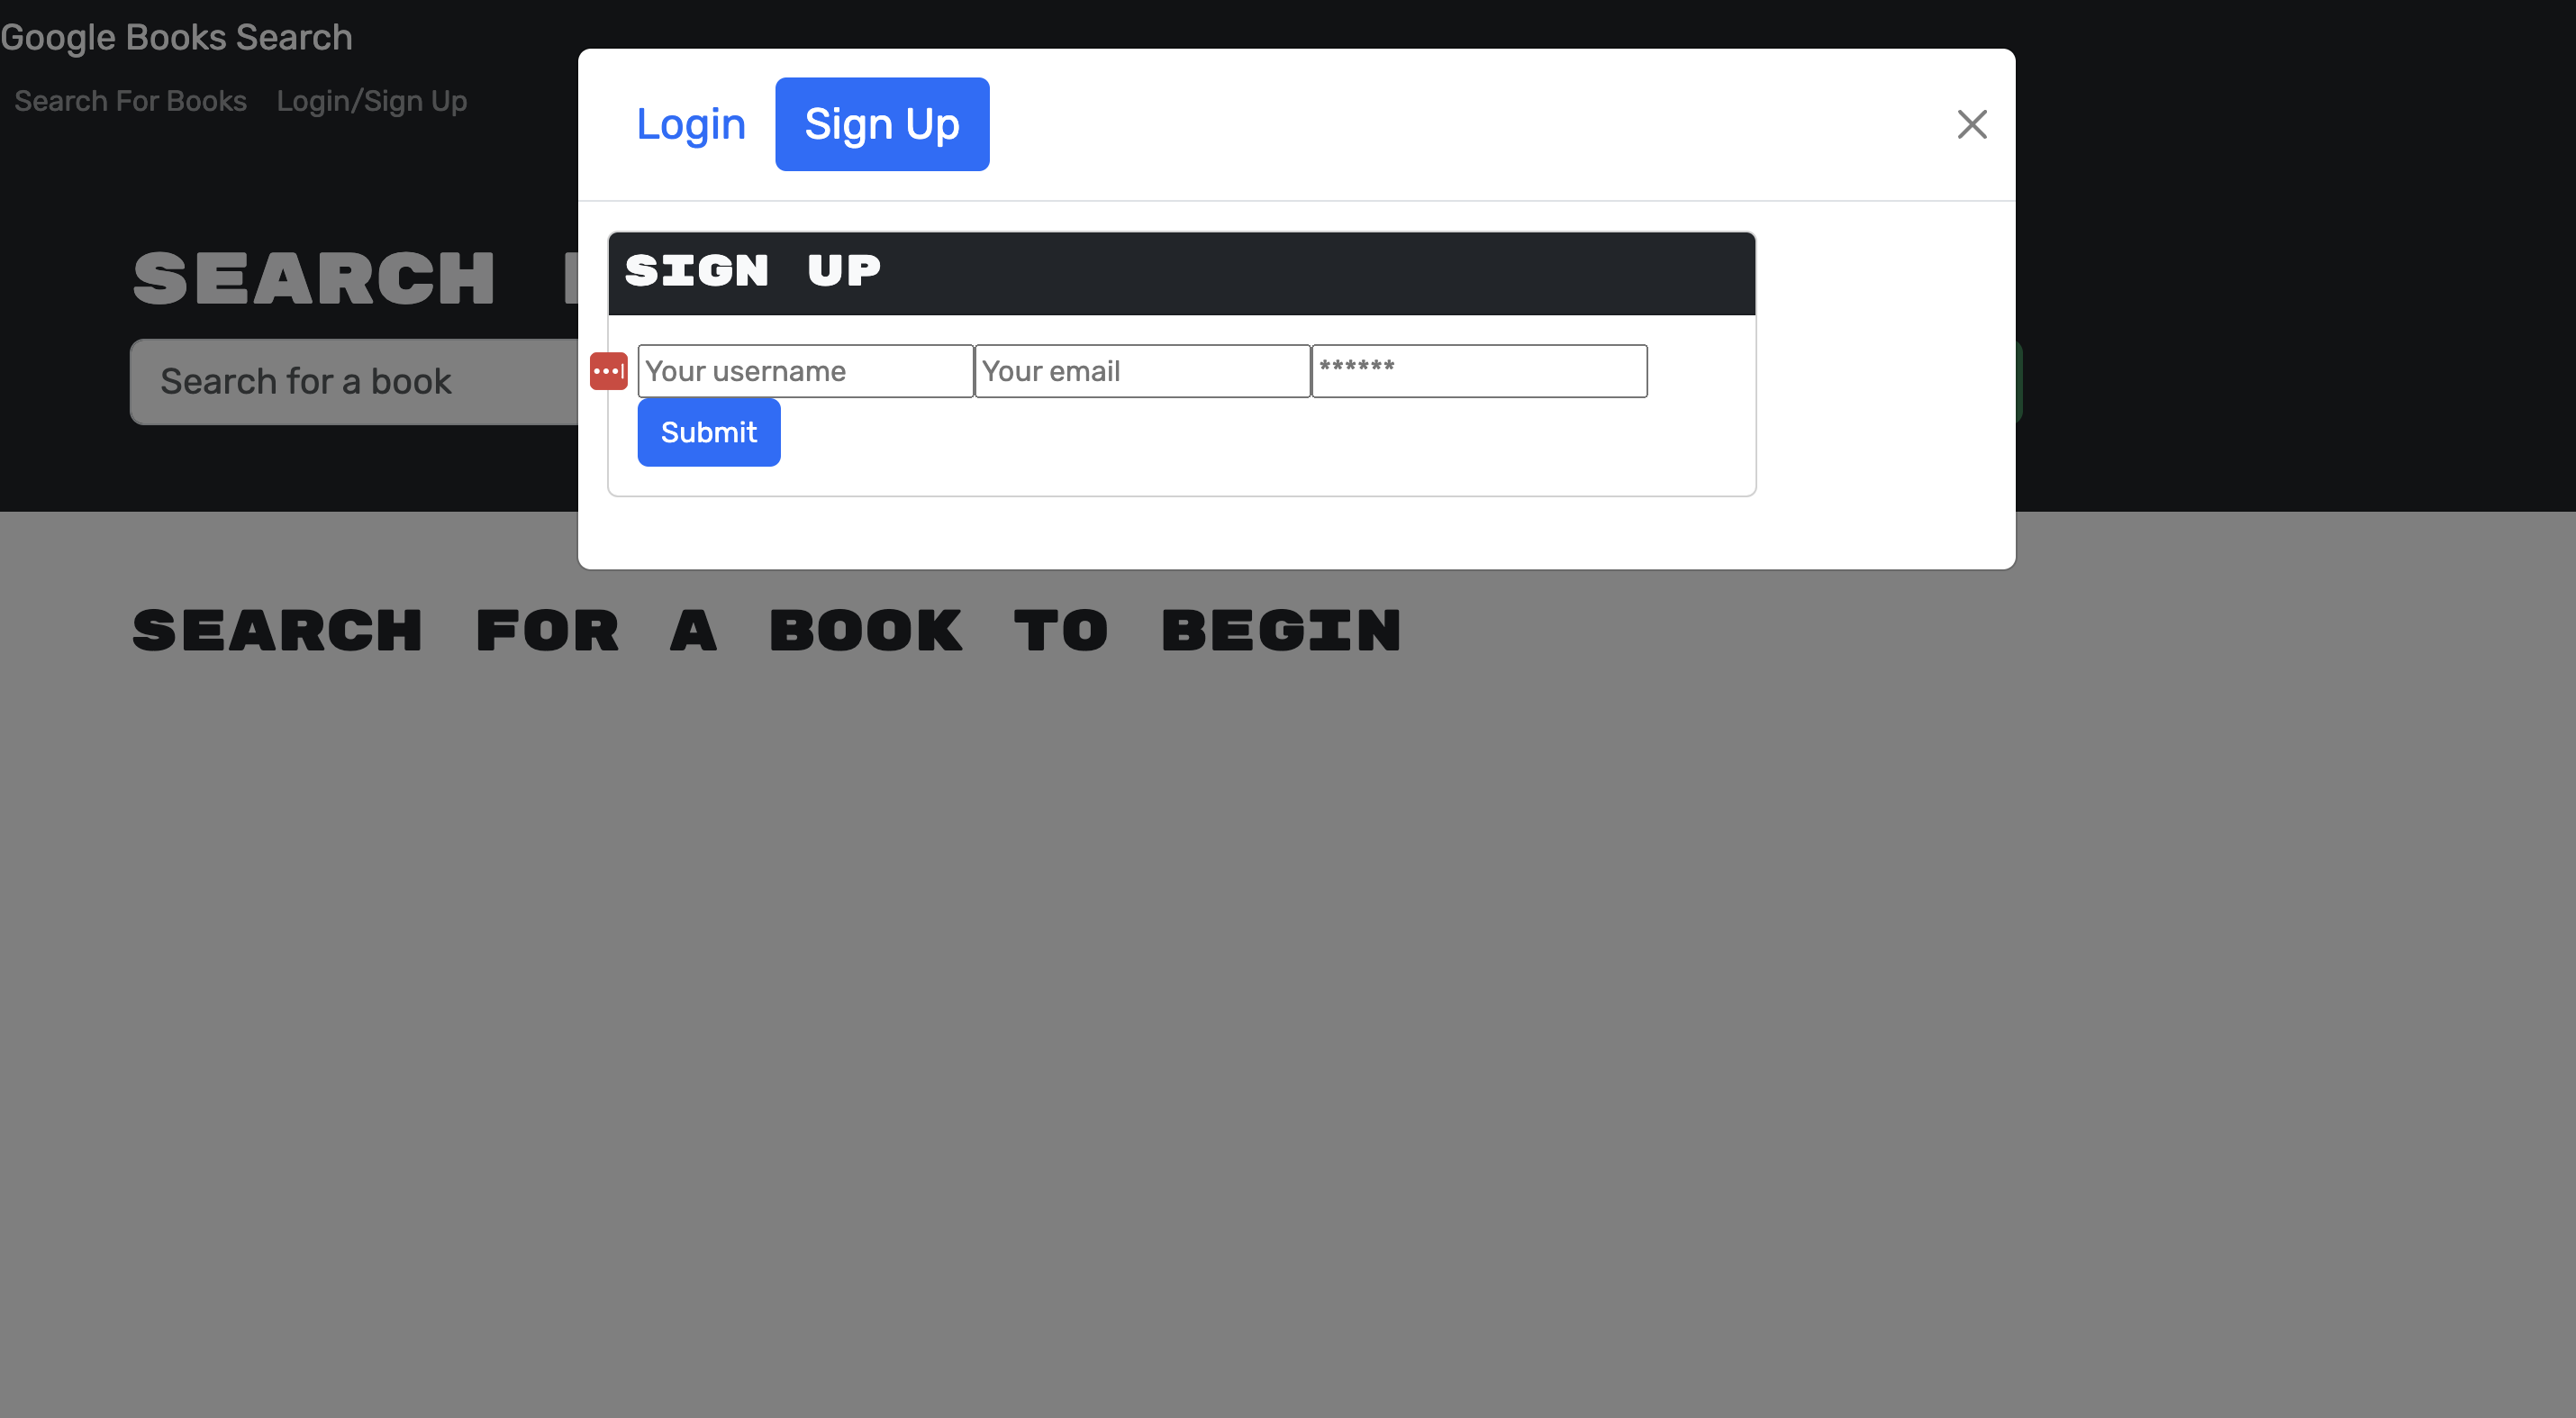 Google Books Search
Search For Books Login/Sign Up
Login Sign Up
SEARCH
Search for a book
SIGN UP
Your username Your email ******
Submit
SEARCH FOR A BOOK TO BEGIN